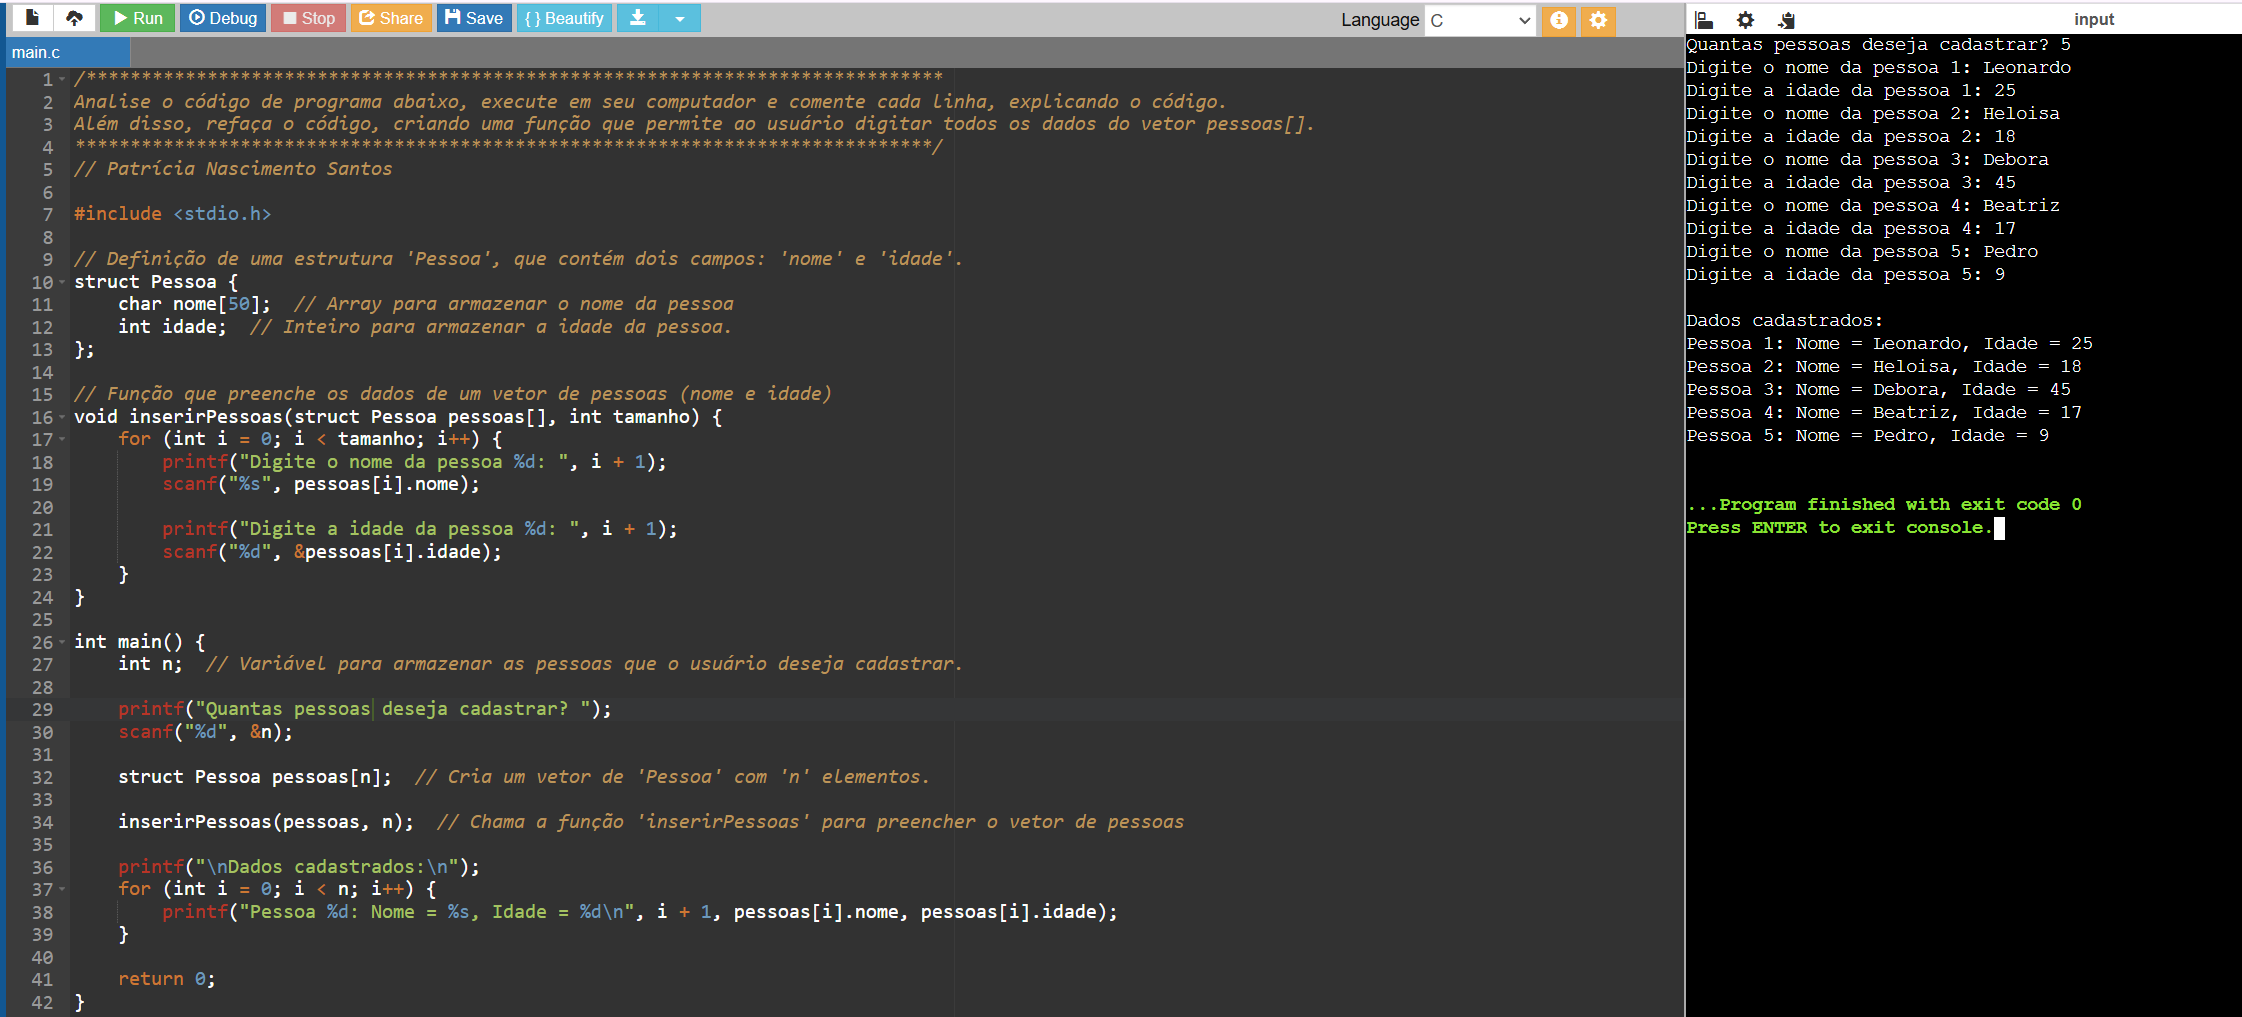 Run Debug Stop Share Save { } Beautify Language C
main.c
1 /******************************************************************************
2 Analise o código de programa abaixo, execute em seu computador e comente cada linha, explicando o código.
3 Além disso, refaça o código, criando uma função que permite ao usuário digitar todos os dados do vetor pessoas[].
4 ******************************************************************************/
5 // Patrícia Nascimento Santos
6
7 #include <stdio.h>
8
9 // Definição de uma estrutura 'Pessoa', que contém dois campos: 'nome' e 'idade'.
10 struct Pessoa {
11     char nome[50];  // Array para armazenar o nome da pessoa
12     int idade;  // Inteiro para armazenar a idade da pessoa.
13 };
14
15 // Função que preenche os dados de um vetor de pessoas (nome e idade)
16 void inserirPessoas(struct Pessoa pessoas[], int tamanho) {
17     for (int i = 0; i < tamanho; i++) {
18         printf("Digite o nome da pessoa %d: ", i + 1);
19         scanf("%s", pessoas[i].nome);
20
21         printf("Digite a idade da pessoa %d: ", i + 1);
22         scanf("%d", &pessoas[i].idade);
23     }
24 }
25
26 int main() {
27     int n;  // Variável para armazenar as pessoas que o usuário deseja cadastrar.
28
29     printf("Quantas pessoas deseja cadastrar? ");
30     scanf("%d", &n);
31
32     struct Pessoa pessoas[n];  // Cria um vetor de 'Pessoa' com 'n' elementos.
33
34     inserirPessoas(pessoas, n);  // Chama a função 'inserirPessoas' para preencher o vetor de pessoas
35
36     printf("\nDados cadastrados:\n");
37     for (int i = 0; i < n; i++) {
38         printf("Pessoa %d: Nome = %s, Idade = %d\n", i + 1, pessoas[i].nome, pessoas[i].idade);
39     }
40
41     return 0;
42 }
input
Quantas pessoas deseja cadastrar? 5
Digite o nome da pessoa 1: Leonardo
Digite a idade da pessoa 1: 25
Digite o nome da pessoa 2: Heloisa
Digite a idade da pessoa 2: 18
Digite o nome da pessoa 3: Debora
Digite a idade da pessoa 3: 45
Digite o nome da pessoa 4: Beatriz
Digite a idade da pessoa 4: 17
Digite o nome da pessoa 5: Pedro
Digite a idade da pessoa 5: 9

Dados cadastrados:
Pessoa 1: Nome = Leonardo, Idade = 25
Pessoa 2: Nome = Heloisa, Idade = 18
Pessoa 3: Nome = Debora, Idade = 45
Pessoa 4: Nome = Beatriz, Idade = 17
Pessoa 5: Nome = Pedro, Idade = 9

...Program finished with exit code 0
Press ENTER to exit console.